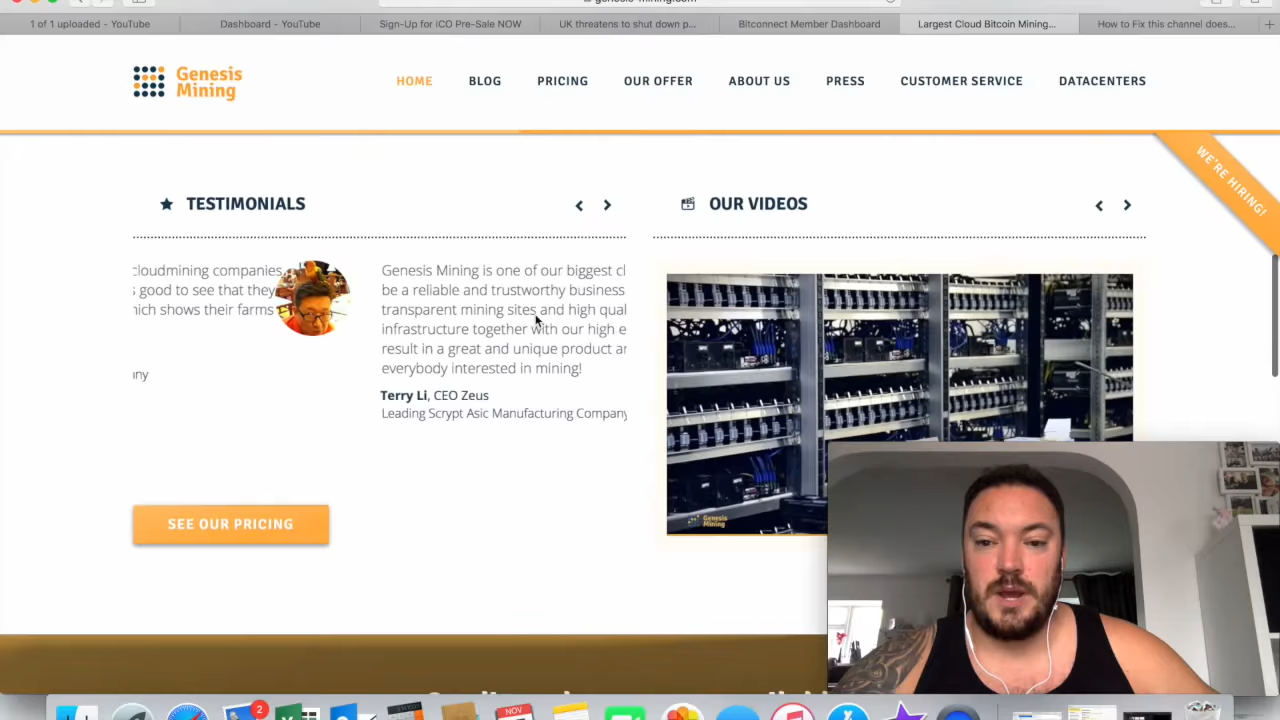 genesis-mining.com
1 of 1 uploaded - YouTube
Dashboard - YouTube
Sign-Up for ICO Pre-Sale NOW
UK threatens to shut down p...
Bitconnect Member Dashboard
Largest Cloud Bitcoin Mining...
How to Fix this channel does...
Genesis
Mining
HOME
BLOG
PRICING
OUR OFFER
ABOUT US
PRESS
CUSTOMER SERVICE
DATACENTERS
WE'RE HIRING!
TESTIMONIALS
OUR VIDEOS
cloudmining companies
s good to see that they
hich shows their farms
ny
Genesis Mining is one of our biggest cl
be a reliable and trustworthy business
transparent mining sites and high qual
infrastructure together with our high e
result in a great and unique product ar
everybody interested in mining!
Terry Li, CEO Zeus
Leading Scrypt Asic Manufacturing Company
Genesis
Mining
SEE OUR PRICING
2
NOV